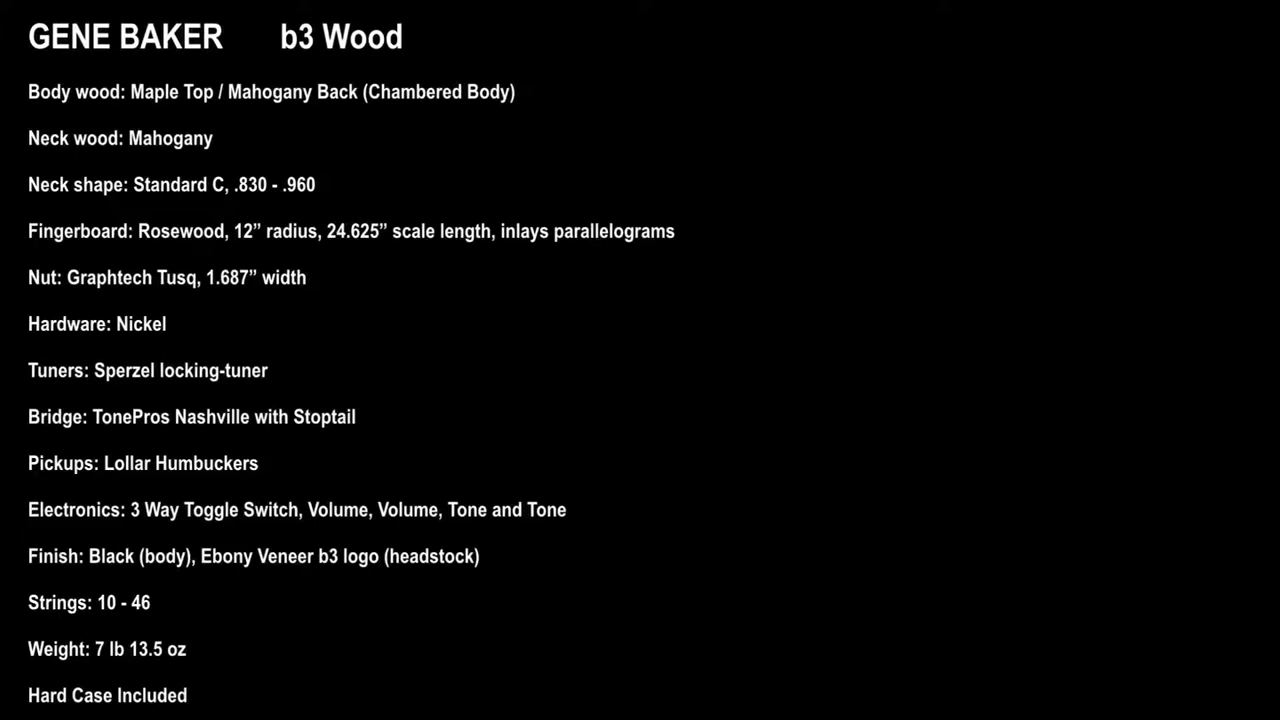 GENE BAKER b3 Wood
Body wood: Maple Top / Mahogany Back (Chambered Body)
Neck wood: Mahogany
Neck shape: Standard C, .830 - .960
Fingerboard: Rosewood, 12” radius, 24.625” scale length, inlays parallelograms
Nut: Graphtech Tusq, 1.687” width
Hardware: Nickel
Tuners: Sperzel locking-tuner
Bridge: TonePros Nashville with Stoptail
Pickups: Lollar Humbuckers
Electronics: 3 Way Toggle Switch, Volume, Volume, Tone and Tone
Finish: Black (body), Ebony Veneer b3 logo (headstock)
Strings: 10 - 46
Weight: 7 lb 13.5 oz
Hard Case Included